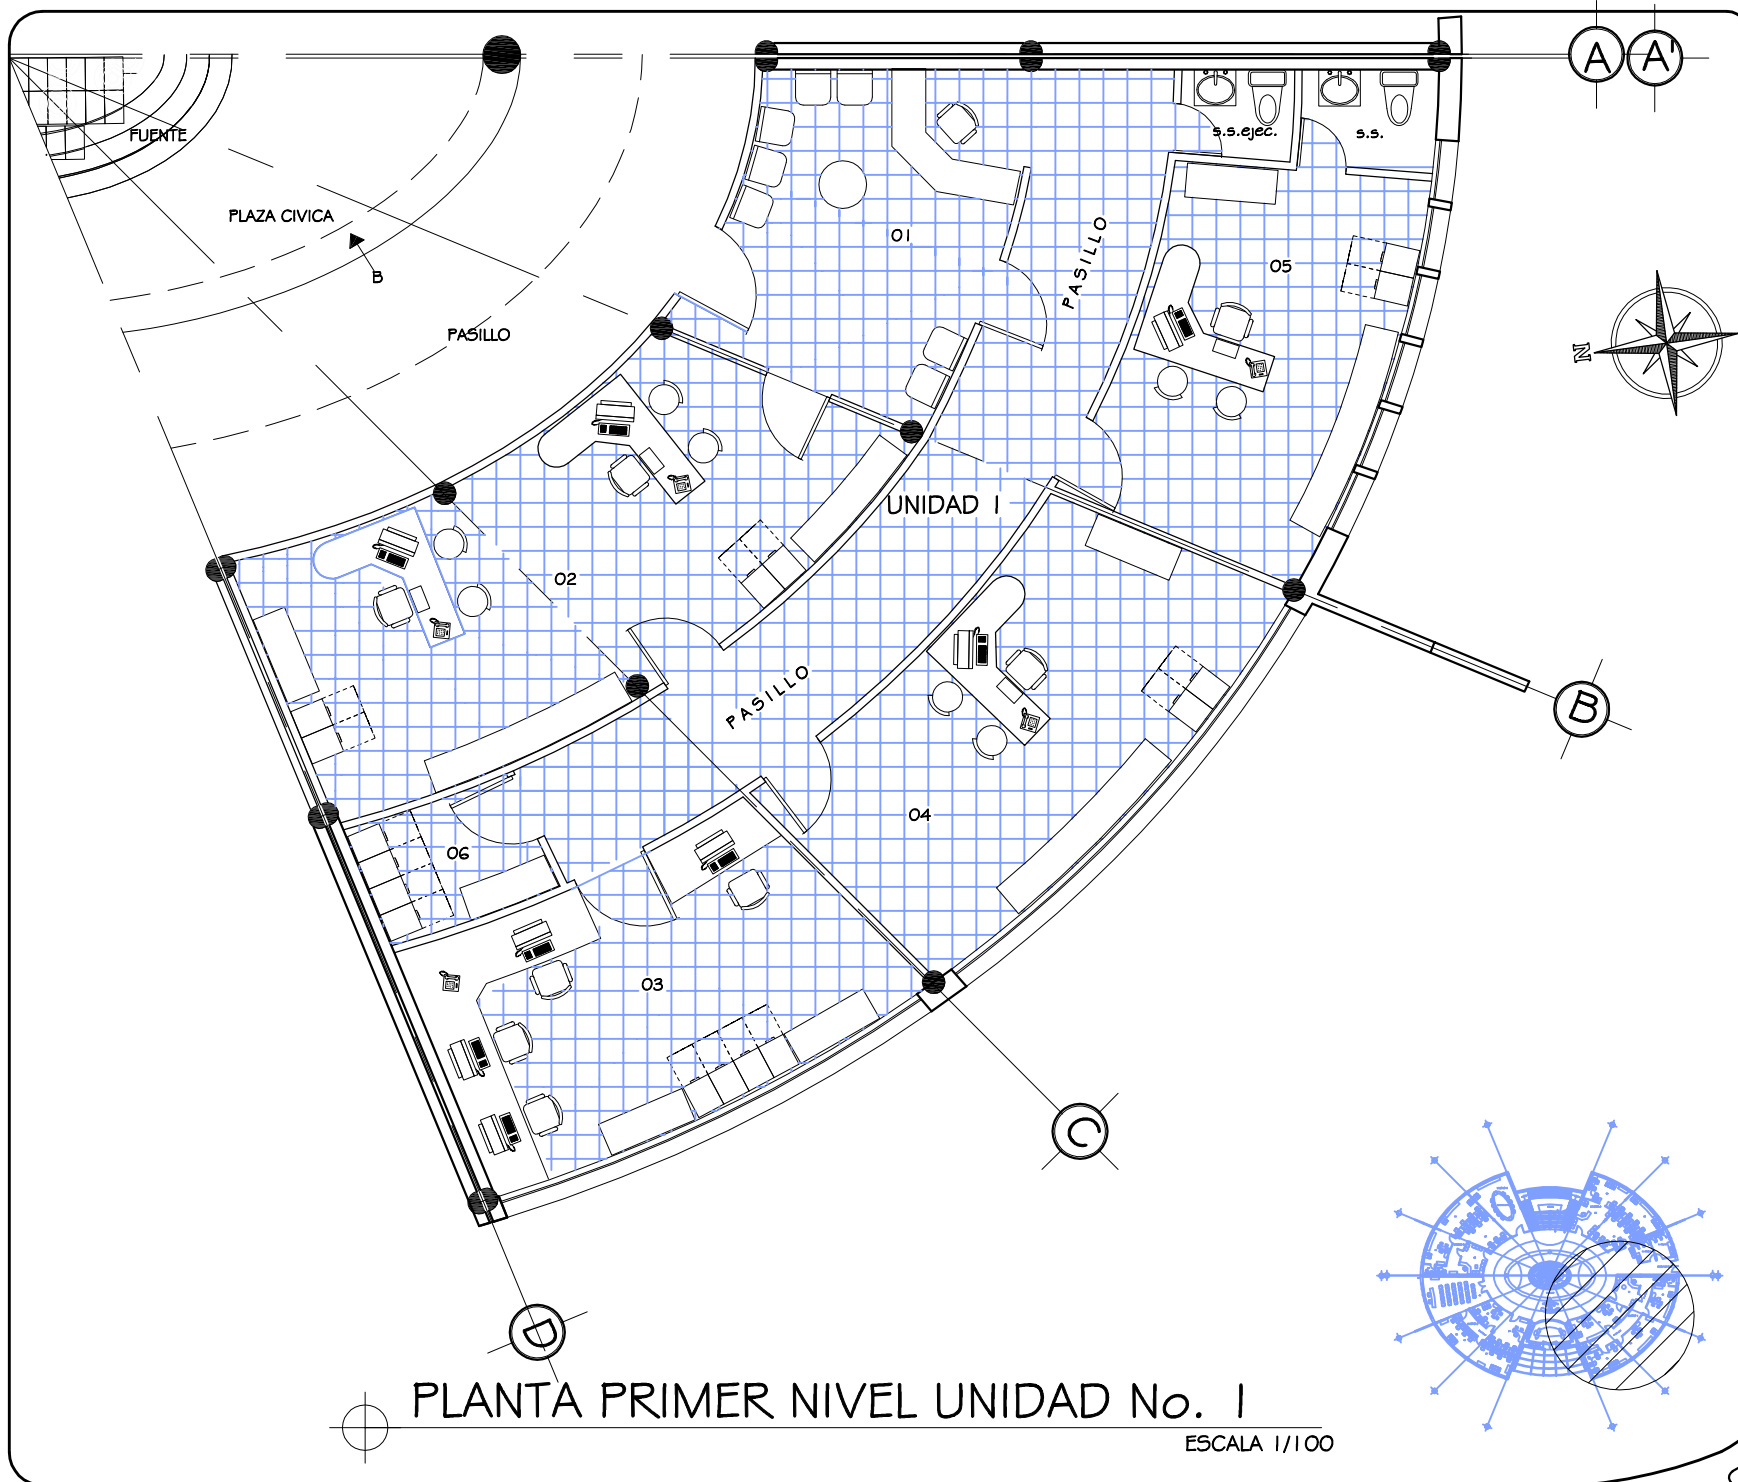 A
A'
FUENTE
s.s.ejec.
s.s.
PLAZA CIVICA
B
01
PASILLO
05
PASILLO
N
UNIDAD 1
02
PASILLO
B
04
06
03
C
D
PLANTA PRIMER NIVEL UNIDAD No. 1
ESCALA 1/100